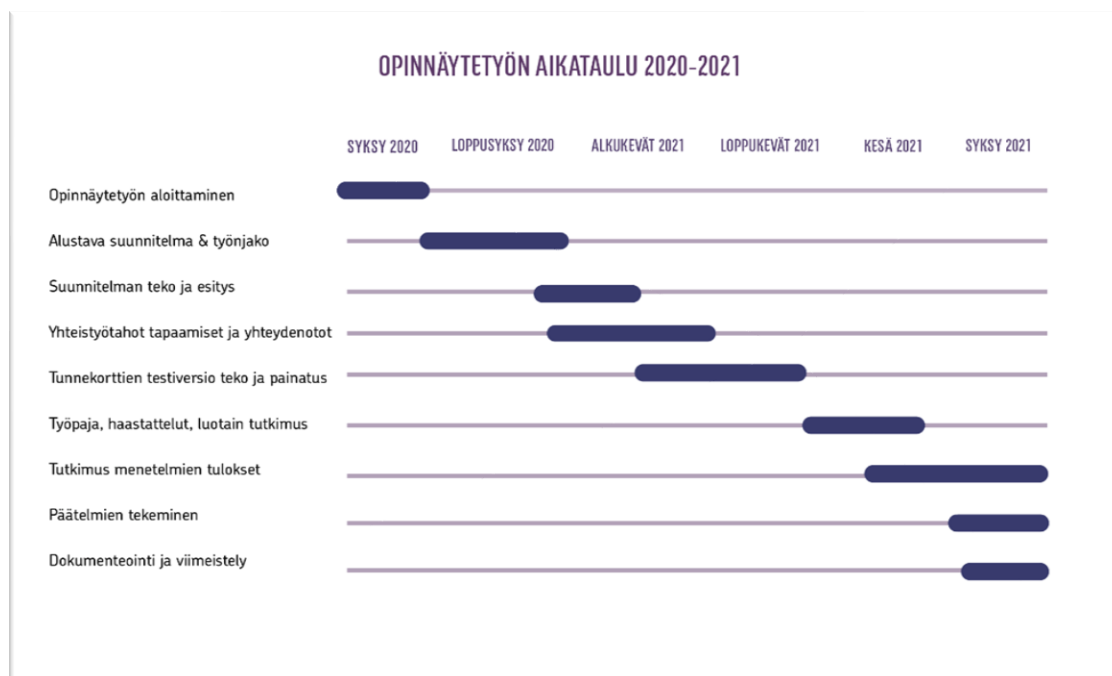 OPINNÄYTETYÖN AIKATAULU 2020-2021
SYKSY 2020 LOPPUSYKSY 2020 ALKUKEVÄT 2021 LOPPUKEVÄT 2021 KESÄ 2021 SYKSY 2021
Opinnäytetyön aloittaminen
Alustava suunnitelma & työnjako
Suunnitelman teko ja esitys
Yhteistyötahot tapaamiset ja yhteydenotot
Tunnekorttien testiversio teko ja painatus
Työpaja, haastattelut, luotain tutkimus
Tutkimus menetelmien tulokset
Päätelmien tekeminen
Dokumenteointi ja viimeistely